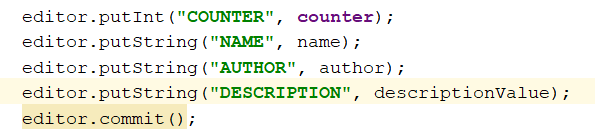 editor.putInt("COUNTER", counter);
editor.putString("NAME", name);
editor.putString("AUTHOR", author);
editor.putString("DESCRIPTION", descriptionValue);
editor.commit();